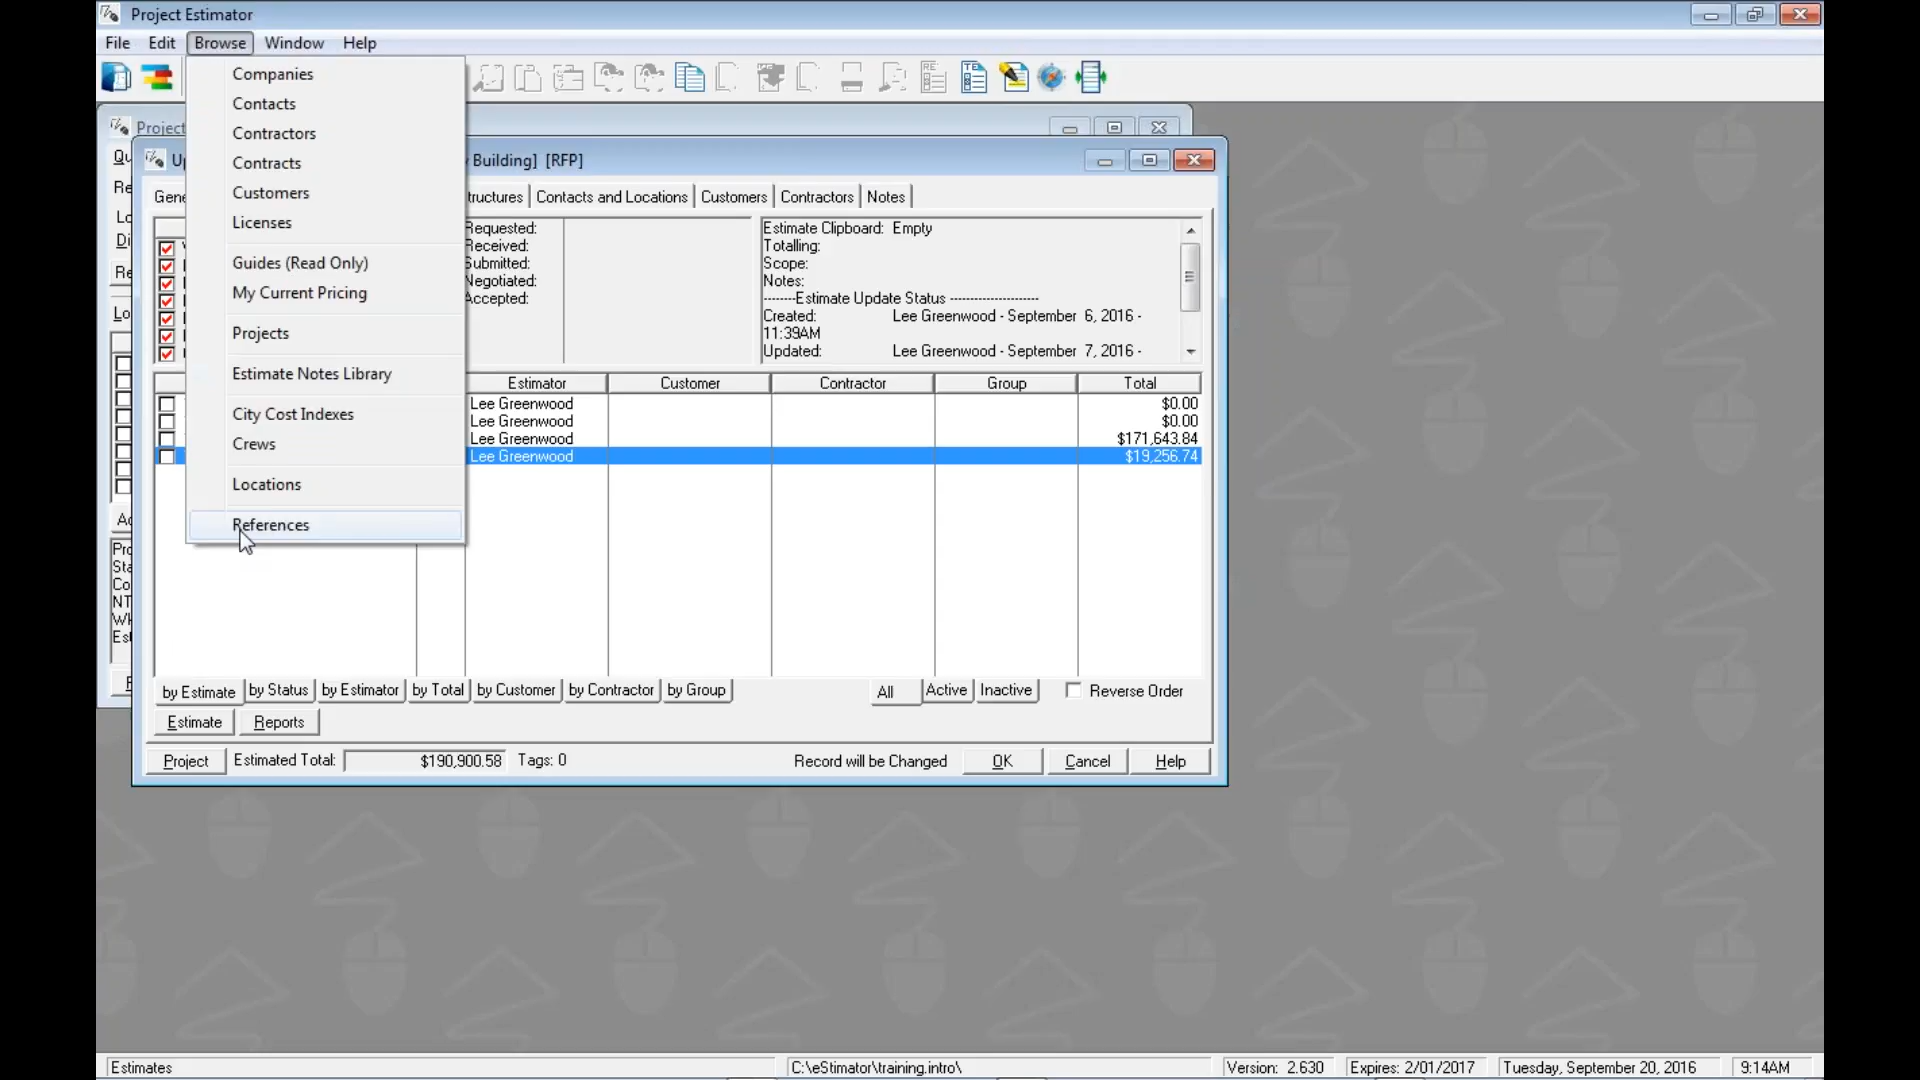 Project Estimator
File Edit Browse Window Help
Companies
Contacts
Contractors
Contracts
Customers
Licenses
Guides (Read Only)
My Current Pricing
Projects
Estimate Notes Library
City Cost Indexes
Crews
Locations
References
Project
Building] [RFP]
tructures Contacts and Locations Customers Contractors Notes
Requested:
Received:
Submitted:
Negotiated:
Accepted:
Estimate Clipboard: Empty
Totalling:
Scope:
Notes:
-------Estimate Update Status ---------------------
Created: Lee Greenwood - September 6, 2016 -
11:39AM
Updated: Lee Greenwood - September 7, 2016 -
Estimator Customer Contractor Group Total
Lee Greenwood $0.00
Lee Greenwood $0.00
Lee Greenwood $171,643.84
Lee Greenwood $19,256.74
by Estimate by Status by Estimator by Total by Customer by Contractor by Group All Active Inactive Reverse Order
Estimate Reports
Project Estimated Total: $190,900.58 Tags: 0 Record will be Changed OK Cancel Help
Estimates C:\eStimator\training.intro\ Version: 2.630 Expires: 2/01/2017 Tuesday, September 20, 2016 9:14AM